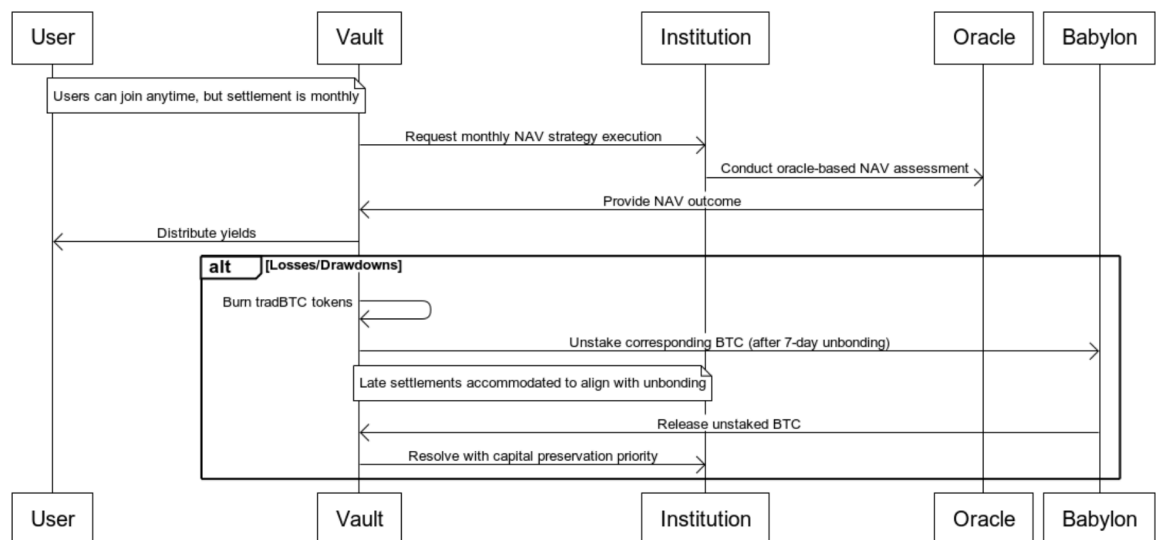 User
Vault
Institution
Oracle
Babylon
Users can join anytime, but settlement is monthly
Request monthly NAV strategy execution
Conduct oracle-based NAV assessment
Provide NAV outcome
Distribute yields
alt
[Losses/Drawdowns]
Burn tradBTC tokens
Unstake corresponding BTC (after 7-day unbonding)
Late settlements accommodated to align with unbonding
Release unstaked BTC
Resolve with capital preservation priority
User
Vault
Institution
Oracle
Babylon